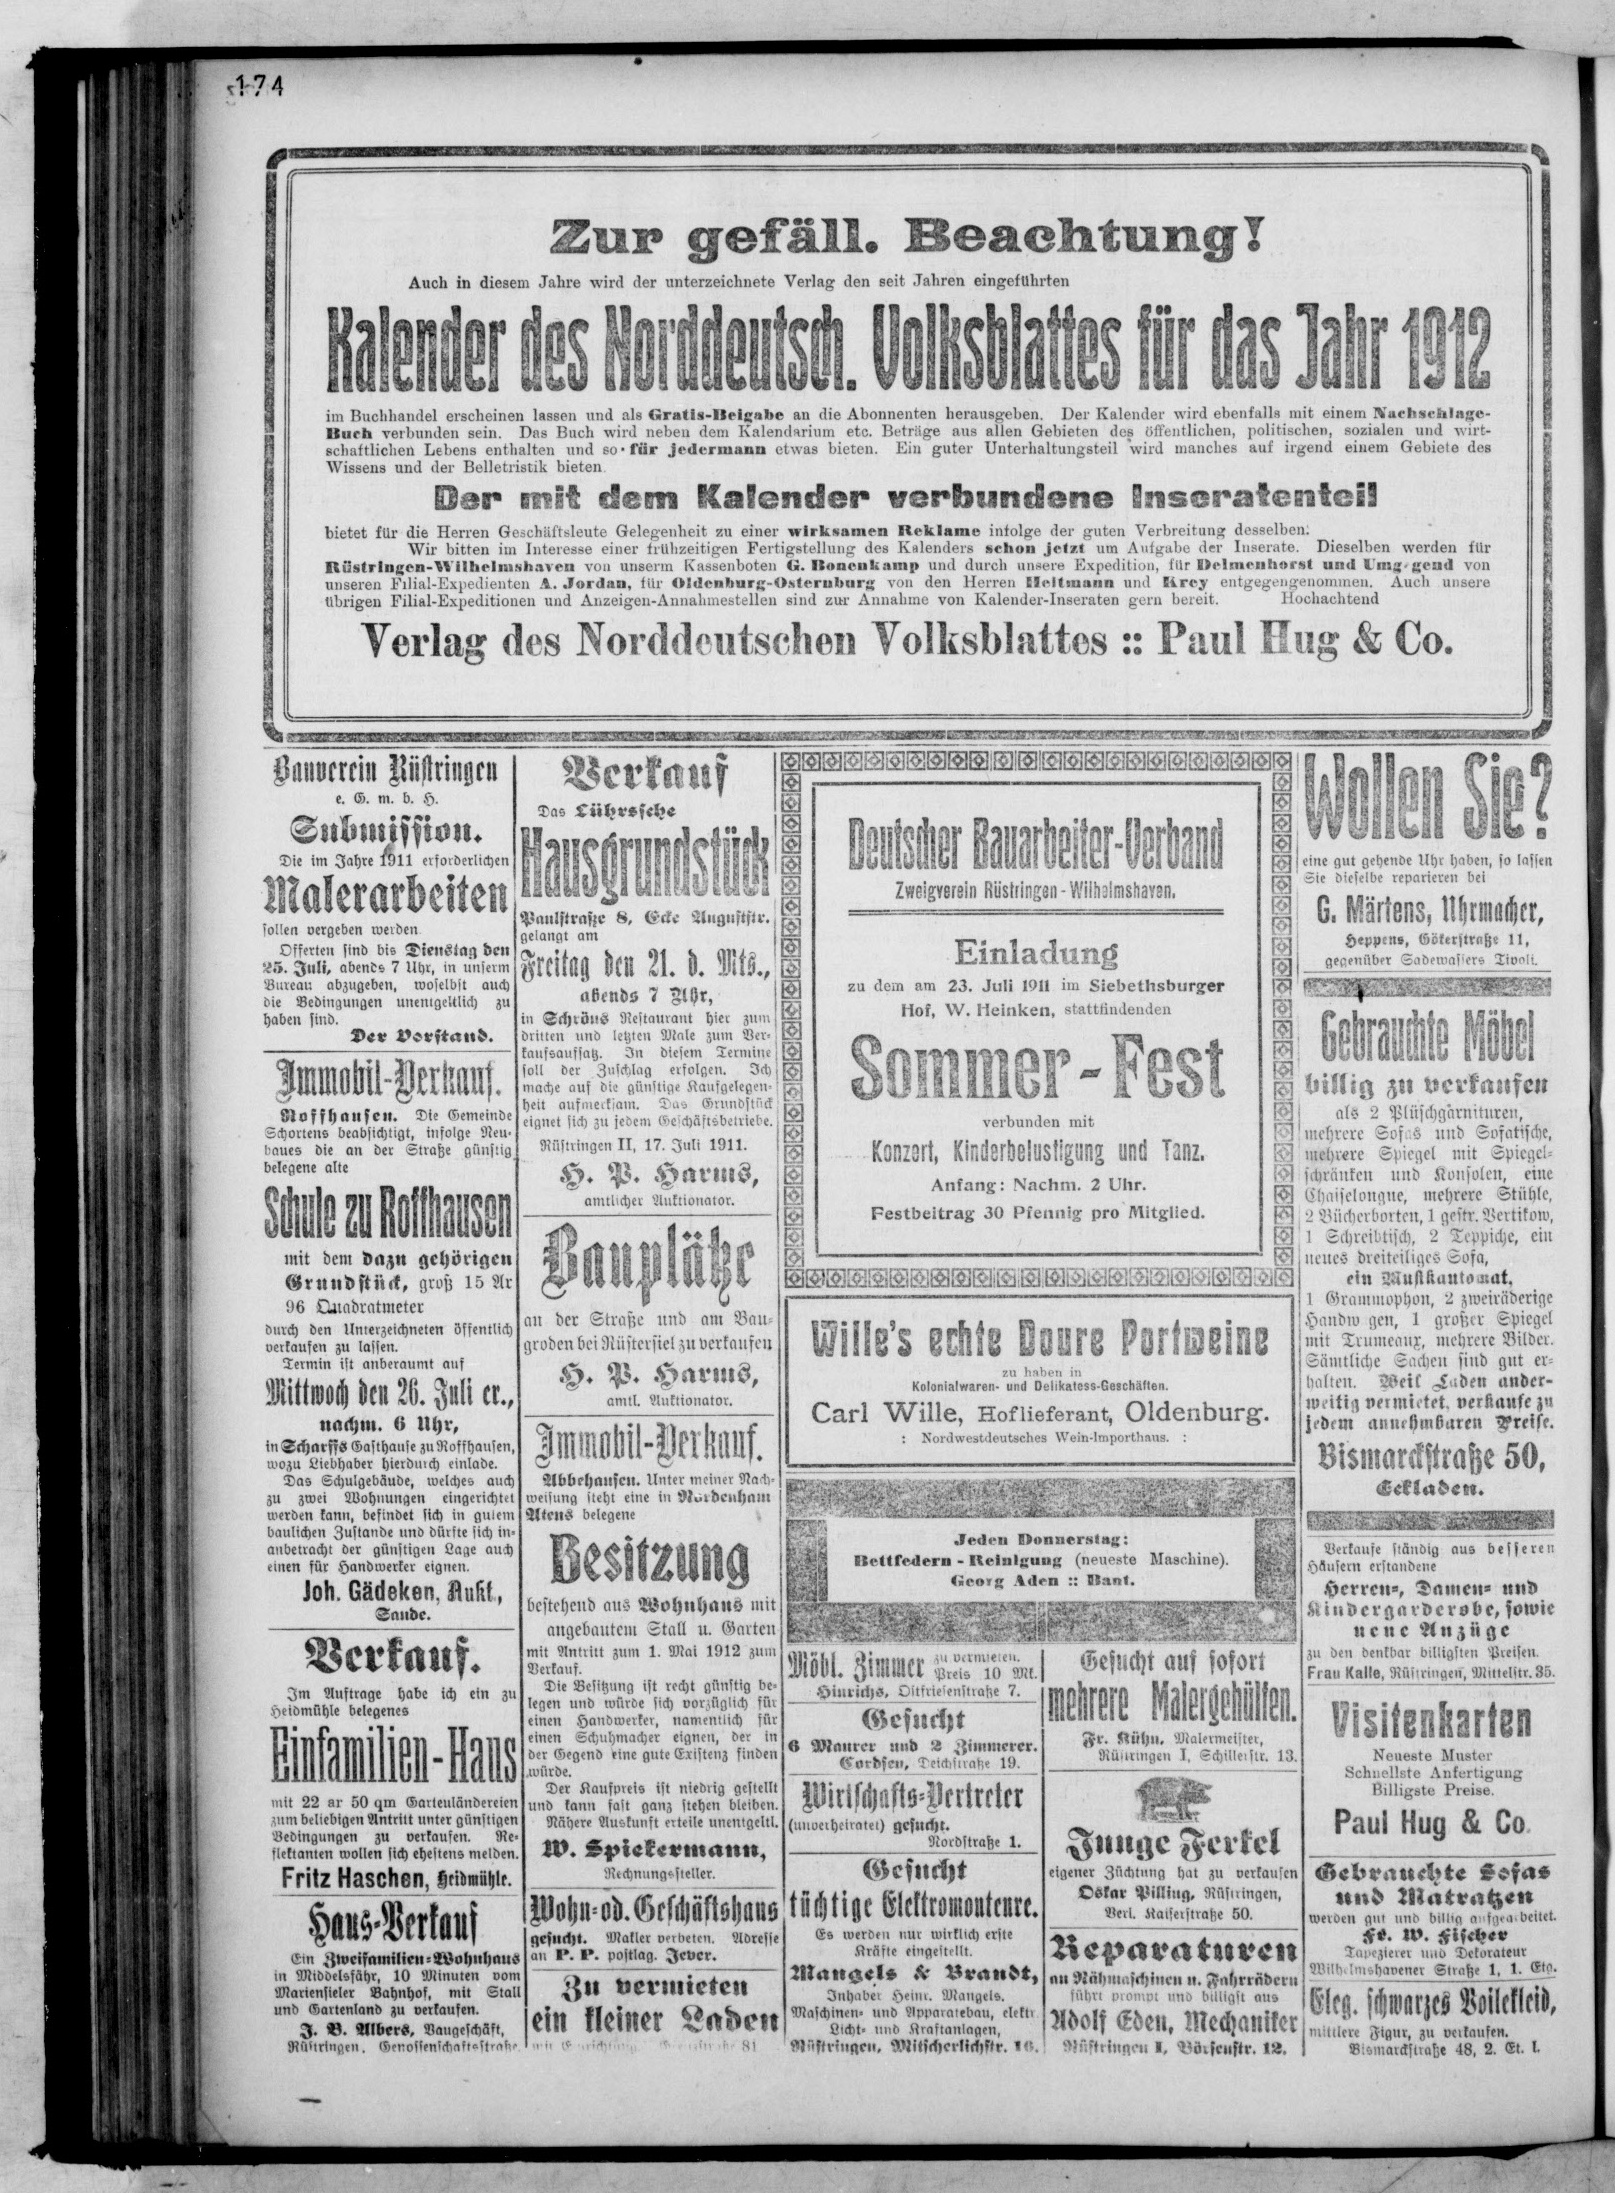 174
Zur gefäll. Beachtung!
Auch in diesem Jahre wird der unterzeichnete Verlag den seit Jahren eingeführten
Kalender des Norddeutsch. Volksblattes für das Jahr 1912
im Buchhandel erscheinen lassen und als Gratis-Beigabe an die Abonnenten herausgeben. Der Kalender wird ebenfalls mit einem Nachschlage-
Buch verbunden sein. Das Buch wird neben dem Kalendarium etc. Beträge aus allen Gebieten des öffentlichen, politischen, sozialen und wirt-
schaftlichen Lebens enthalten und so für jedermann etwas bieten. Ein guter Unterhaltungsteil wird manches auf irgend einem Gebiete des
Wissens und der Belletristik bieten.
Der mit dem Kalender verbundene Inseratenteil
bietet für die Herren Geschäftsleute Gelegenheit zu einer wirksamen Reklame infolge der guten Verbreitung desselben.
Wir bitten im Interesse einer frühzeitigen Fertigstellung des Kalenders schon jetzt um Aufgabe der Inserate. Dieselben werden für
Rüstringen-Wilhelmshaven von unserm Kassenboten G. Bonenkamp und durch unsere Expedition, für Delmenhorst und Umgegend von
unseren Filial-Expedienten A. Jordan, für Oldenburg-Osternburg von den Herren Heitmann und Krey entgegengenommen. Auch unsere
übrigen Filial-Expeditionen und Anzeigen-Annahmestellen sind zur Annahme von Kalender-Inseraten gern bereit. Hochachtend
Verlag des Norddeutschen Volksblattes :: Paul Hug & Co.
Bauverein Rüstringen
e. G. m. b. H.
Submission.
Die im Jahre 1911 erforderlichen
Malerarbeiten
sollen vergeben werden.
Offerten sind bis Dienstag den
25. Juli, abends 7 Uhr, in unserm
Bureau abzugeben, woselbst auch
die Bedingungen unentgeltlich zu
haben sind.
Der Vorstand.
Immobil-Verkauf.
Roffhausen. Die Gemeinde
Schortens beabsichtigt, infolge Neu-
baues die an der Straße günstig
belegene alte
Schule zu Roffhausen
mit dem dazu gehörigen
Grundstück, groß 15 Ar
96 Quadratmeter
durch den Unterzeichneten öffentlich
verkaufen zu lassen.
Termin ist anberaumt auf
Mittwoch den 26. Juli cr.,
nachm. 6 Uhr,
in Scharffs Gasthause zu Roffhausen,
wozu Liebhaber hierdurch einlade.
Das Schulgebäude, welches auch
zu zwei Wohnungen eingerichtet
werden kann, befindet sich in gutem
baulichen Zustande und dürfte sich in-
anbetracht der günstigen Lage auch
einen für Handwerker eignen.
Joh. Gädeken, Aukt.,
Sande.
Verkauf.
Im Auftrage habe ich ein zu
Heidmühle belegenes
Einfamilien-Haus
mit 22 ar 50 qm Gartenländereien
zum beliebigen Antritt unter günstigen
Bedingungen zu verkaufen. Re-
flektanten wollen sich ehestens melden.
Fritz Haschen, Heidmühle.
Haus-Verkauf
Ein Zweifamilien-Wohnhaus
in Middelsfähr, 10 Minuten vom
Mariensieler Bahnhof, mit Stall
und Gartenland zu verkaufen.
J. B. Albers, Baugeschäft,
Rüstringen, Genossenschaftsstraße.
Verkauf
Das Lührssche
Hausgrundstück
Paulstraße 8, Ecke Auguststr.
gelangt am
Freitag den 21. d. Mts.,
abends 7 Uhr,
in Schröns Restaurant hier zum
dritten und letzten Male zum Ver-
kaufsaufsatz. In diesem Termine
soll der Zuschlag erfolgen. Ich
mache auf die günstige Kaufgelegen-
heit aufmerksam. Das Grundstück
eignet sich zu jedem Geschäftsbetriebe.
Rüstringen II, 17. Juli 1911.
H. P. Harms,
amtlicher Auktionator.
Bauplätze
an der Straße und am Bau-
groden bei Rüstersiel zu verkaufen
H. P. Harms,
amtl. Auktionator.
Immobil-Verkauf.
Abbehausen. Unter meiner Nach-
weisung steht eine in Nordenham
Atens belegene
Besitzung
bestehend aus Wohnhaus mit
angebautem Stall u. Garten
mit Antritt zum 1. Mai 1912 zum
Verkauf.
Die Besitzung ist recht günstig be-
legen und würde sich vorzüglich für
einen Handwerker, namentlich für
einen Schuhmacher eignen, der in
der Gegend eine gute Existenz finden
würde.
Der Kaufpreis ist niedrig gestellt
und kann fast ganz stehen bleiben.
Nähere Auskunft erteile unentgeltl.
W. Spiekermann,
Rechnungssteller.
Wohn- od. Geschäftshaus
gesucht. Makler verbeten. Adresse
an P. P. postlag. Jever.
Zu vermieten
ein kleiner Laden
mit Einrichtung. 81
Deutscher Bauarbeiter-Verband
Zweigverein Rüstringen-Wilhelmshaven.
Einladung
zu dem am 23. Juli 1911 im Siebethsburger
Hof, W. Heinken, stattfindenden
Sommer-Fest
verbunden mit
Konzert, Kinderbelustigung und Tanz.
Anfang: Nachm. 2 Uhr.
Festbeitrag 30 Pfennig pro Mitglied.
Wille's echte Doure Portweine
zu haben in
Kolonialwaren- und Delikatess-Geschäften.
Carl Wille, Hoflieferant, Oldenburg.
: Nordwestdeutsches Wein-Importhaus. :
Jeden Donnerstag:
Bettfedern-Reinigung (neueste Maschine).
Georg Aden :: Bant.
Möbl. Zimmer zu vermieten.
Preis 10 Mk.
Hinrichs, Ostfriesenstraße 7.
Gesucht
6 Maurer und 2 Zimmerer.
Cordsen, Deichstraße 19.
Wirtschafts-Vertreter
(unverheiratet) gesucht.
Nordstraße 1.
Gesucht
tüchtige Elektromonteure.
Es werden nur wirklich erste
Kräfte eingestellt.
Mangels & Brandt,
Inhaber Heinr. Mangels,
Maschinen- und Apparatebau, elektr.
Licht- und Kraftanlagen,
Rüstringen, Mitscherlichstr. 16.
Gesucht auf sofort
mehrere Malergehülfen.
Fr. Kühn, Malermeister,
Rüstringen I, Schillerstr. 13.
Junge Ferkel
eigener Züchtung hat zu verkaufen
Oskar Pilling, Rüstringen,
Verl. Kaiserstraße 50.
Reparaturen
an Nähmaschinen u. Fahrrädern
führt prompt und billigst aus
Adolf Eden, Mechaniker
Rüstringen I, Börsenstr. 12.
Wollen Sie?
eine gut gehende Uhr haben, so lassen
Sie dieselbe reparieren bei
G. Märtens, Uhrmacher,
Heppens, Gökerstraße 11,
gegenüber Sadewassers Tivoli.
Gebrauchte Möbel
billig zu verkaufen
als 2 Plüschgarnituren,
mehrere Sofas und Sofatische,
mehrere Spiegel mit Spiegel-
schränken und Konsolen, eine
Chaiselongue, mehrere Stühle,
2 Bücherborten, 1 gestr. Vertikow,
1 Schreibtisch, 2 Teppiche, ein
neues dreiteiliges Sofa,
ein Musikautomat,
1 Grammophon, 2 zweiräderige
Handwagen, 1 großer Spiegel
mit Trumeaux, mehrere Bilder.
Sämtliche Sachen sind gut er-
halten. Weil Laden ander-
weitig vermietet, verkaufe zu
jedem annehmbaren Preise.
Bismarckstraße 50,
Eckladen.
Verkaufe ständig aus besseren
Häusern erstandene
Herren-, Damen- und
Kindergarderobe, sowie
neue Anzüge
zu den denkbar billigsten Preisen.
Frau Kalle, Rüstringen, Mittelstr. 35.
Visitenkarten
Neueste Muster
Schnellste Anfertigung
Billigste Preise.
Paul Hug & Co.
Gebrauchte Sofas
und Matratzen
werden gut und billig aufgearbeitet.
Fr. W. Fischer
Tapezierer und Dekorateur
Wilhelmshavener Straße 1, 1. Etg.
Eleg. schwarzes Voilekleid,
mittlere Figur, zu verkaufen.
Bismarckstraße 48, 2. Et. l.